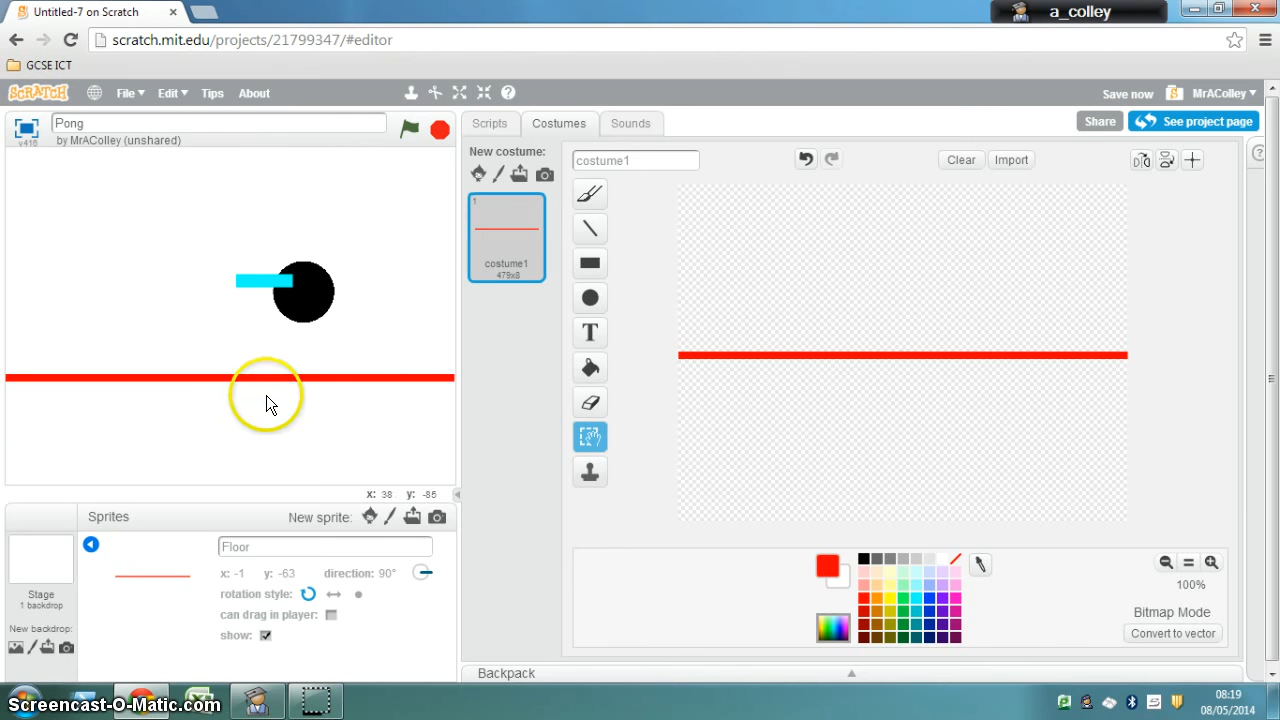 Untitled-7 on Scratch
a_colley
scratch.mit.edu/projects/21799347/#editor
GCSE ICT
SCRATCH
File
Edit
Tips
About
Save now
MrAColley
Pong
by MrAColley (unshared)
v416
Scripts
Costumes
Sounds
Share
See project page
New costume:
costume1
Clear
Import
1
costume1
479x8
T
x: 38 y: -85
Sprites
New sprite:
Floor
x: -1 y: -63 direction: 90°
rotation style:
can drag in player:
show:
Stage
1 backdrop
New backdrop:
100%
Bitmap Mode
Convert to vector
Backpack
Screencast-O-Matic.com
08:19
08/05/2014